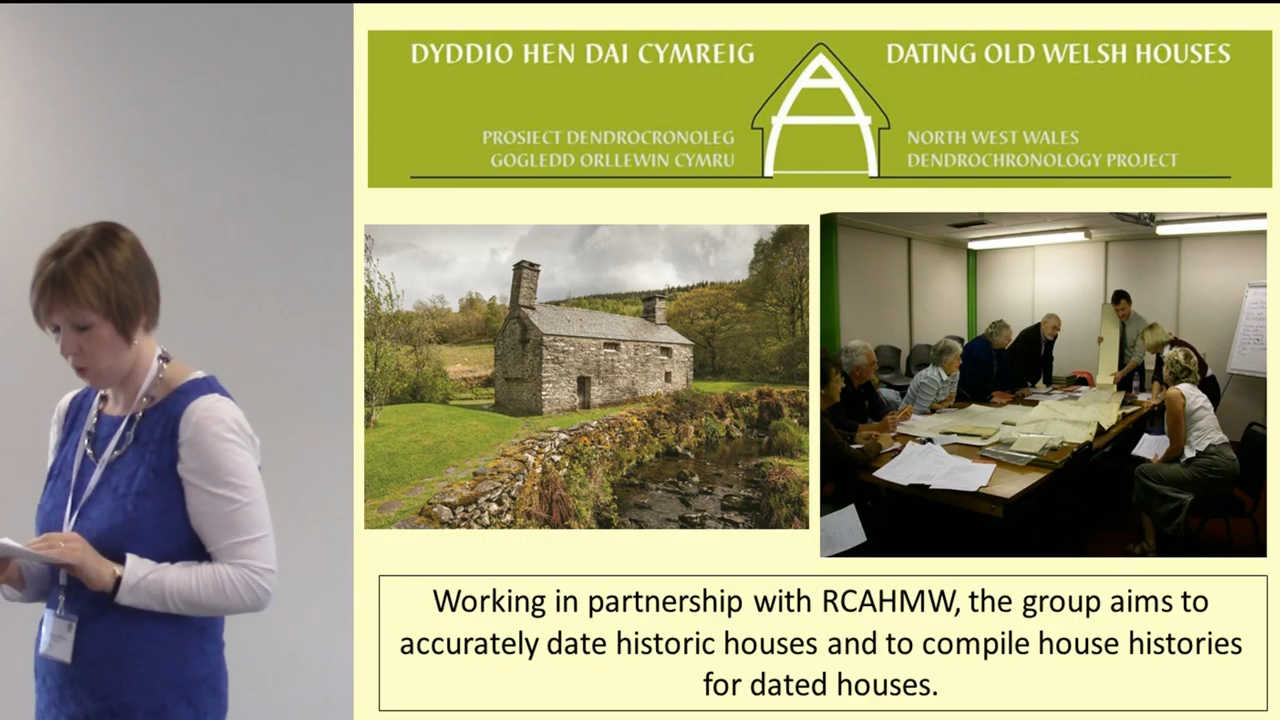 DYDDIO HEN DAI CYMREIG
PROSIECT DENDROCRONOLEG
GOGLEDD ORLLEWIN CYMRU
DATING OLD WELSH HOUSES
NORTH WEST WALES
DENDROCHRONOLOGY PROJECT
Working in partnership with RCAHMW, the group aims to
accurately date historic houses and to compile house histories
for dated houses.